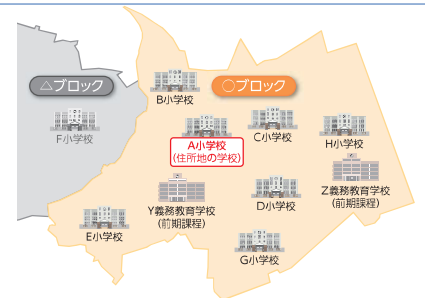 △ブロック
○ブロック
B小学校
F小学校
A小学校
(住所地の学校)
C小学校
H小学校
Y義務教育学校
(前期課程)
D小学校
Z義務教育学校
(前期課程)
E小学校
G小学校